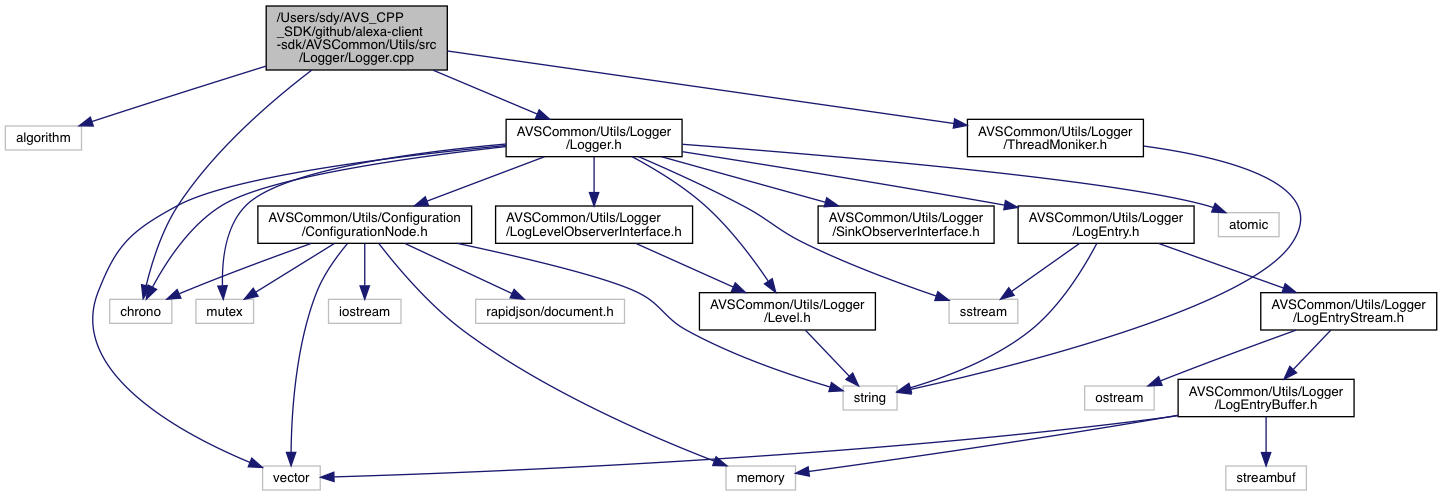 /Users/sdy/AVS_CPP
_SDK/github/alexa-client
-sdk/AVSCommon/Utils/src
/Logger/Logger.cpp
algorithm
AVSCommon/Utils/Logger
/Logger.h
AVSCommon/Utils/Logger
/ThreadMoniker.h
AVSCommon/Utils/Configuration
/ConfigurationNode.h
AVSCommon/Utils/Logger
/LogLevelObserverInterface.h
AVSCommon/Utils/Logger
/SinkObserverInterface.h
AVSCommon/Utils/Logger
/LogEntry.h
atomic
chrono
mutex
iostream
rapidjson/document.h
AVSCommon/Utils/Logger
/Level.h
sstream
AVSCommon/Utils/Logger
/LogEntryStream.h
string
ostream
AVSCommon/Utils/Logger
/LogEntryBuffer.h
vector
memory
streambuf